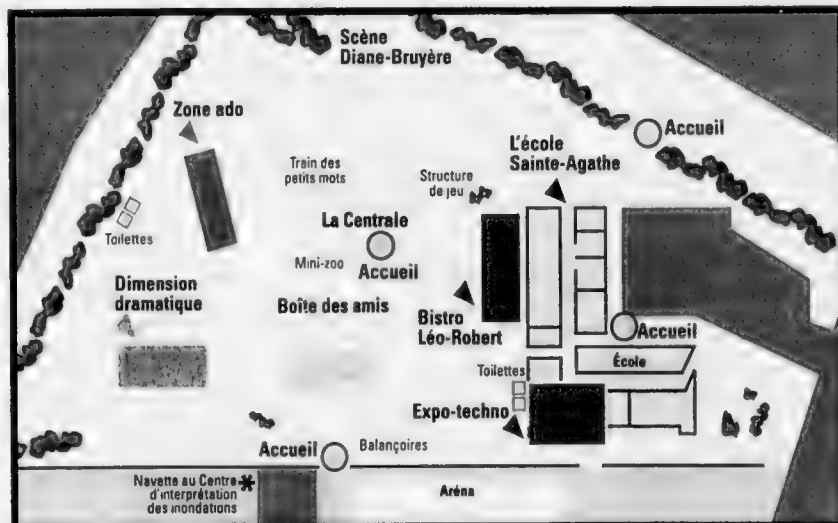 Scène
Diane-Bruyère
Zone ado
Accueil
L'école
Sainte-Agathe
Train des
petits mots
Structure
de jeu
Toilettes
La Centrale
Mini-zoo
Accueil
Dimension
dramatique
Boîte des amis
Bistro
Léo-Robert
Accueil
École
Toilettes
Expo-techno
Accueil
Balançoires
Navette au Centre
d'interprétation
des inondations
Aréna